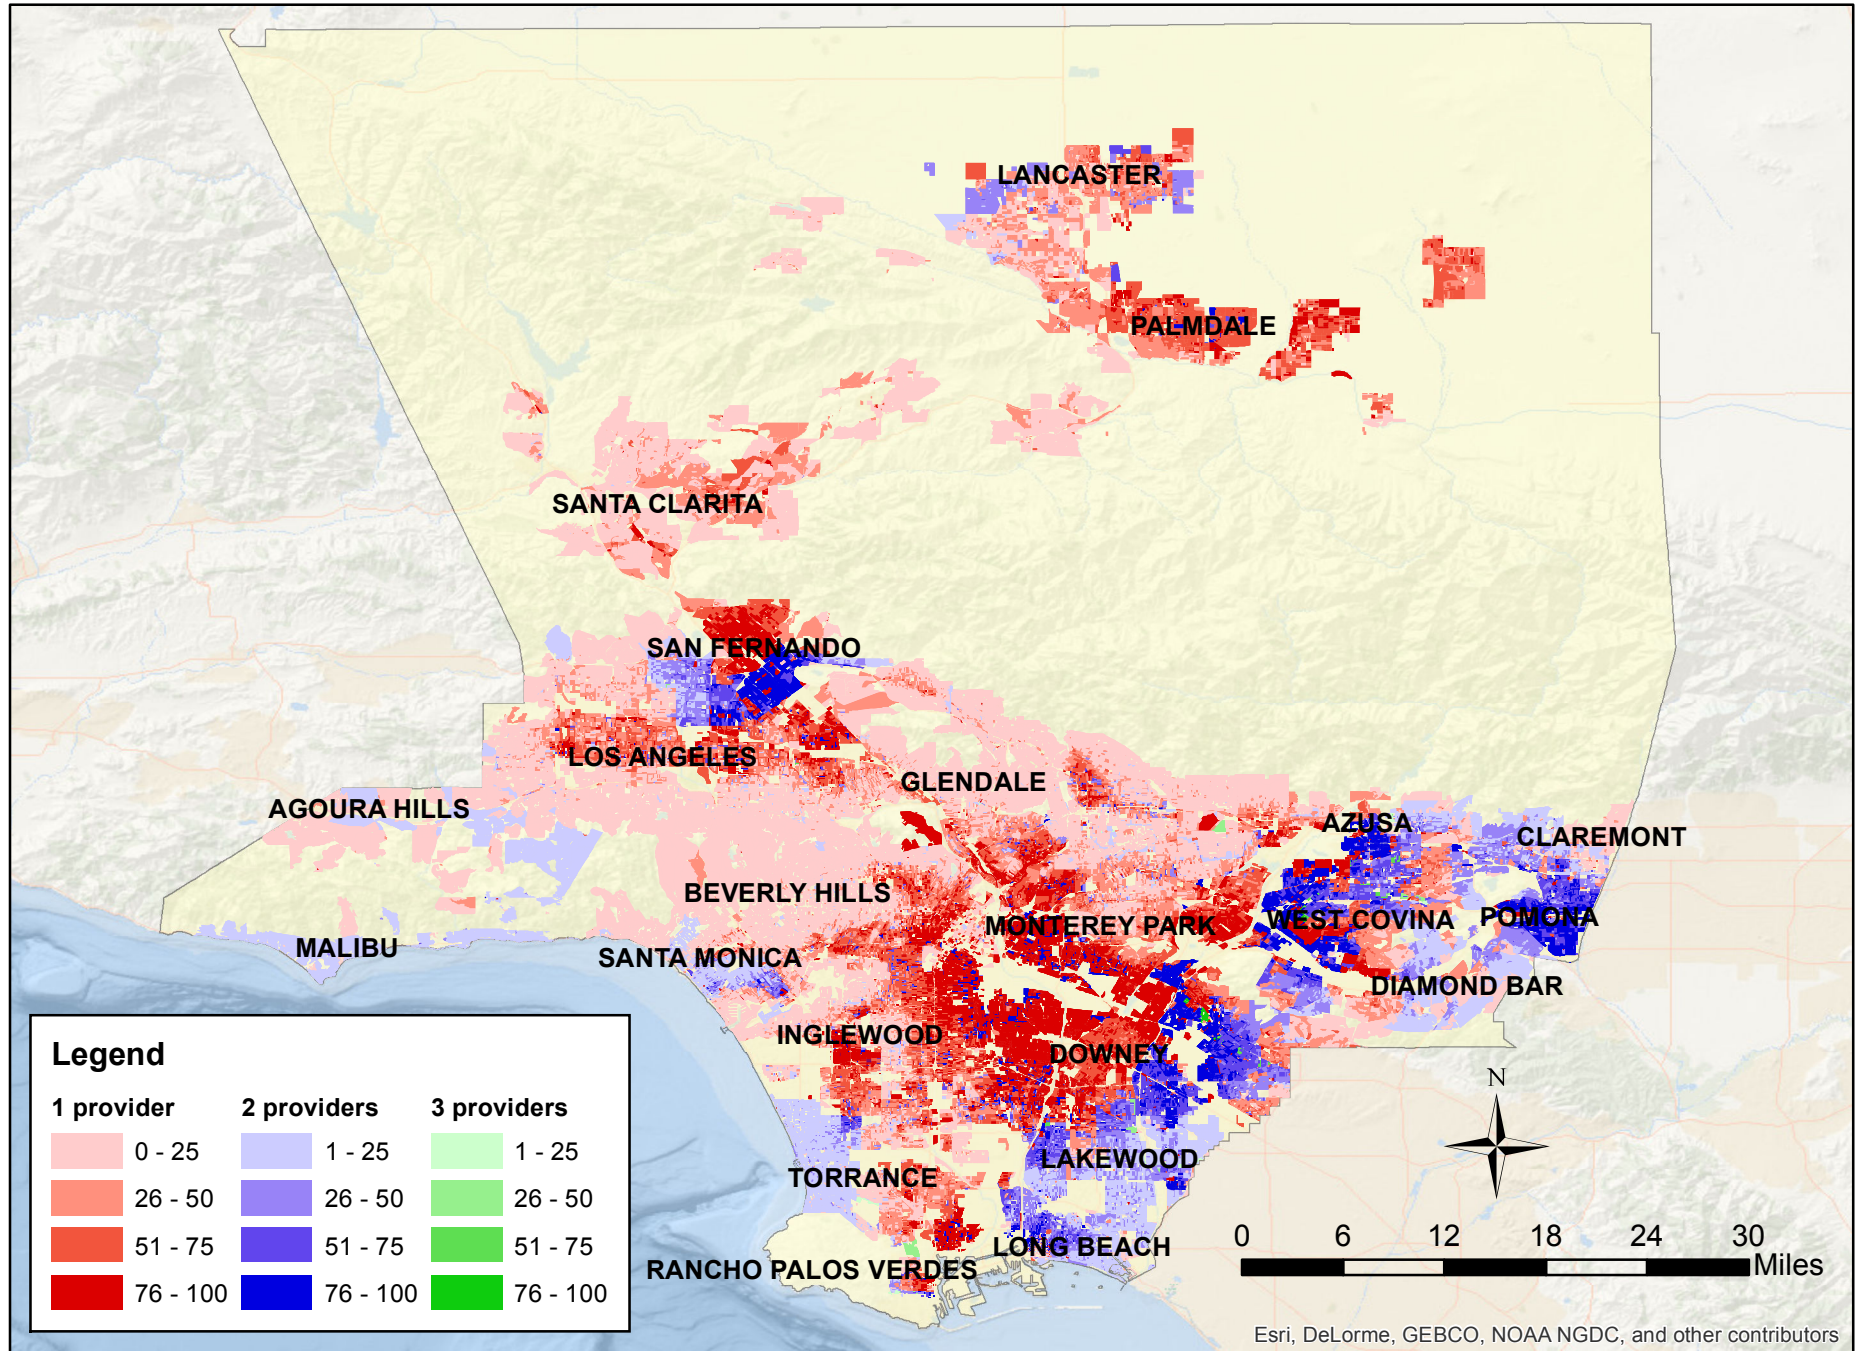 LANCASTER
PALMDALE
SANTA CLARITA
SAN FERNANDO
LOS ANGELES
GLENDALE
AGOURA HILLS
AZUSA
CLAREMONT
BEVERLY HILLS
MONTEREY PARK
WEST COVINA
POMONA
MALIBU
SANTA MONICA
DIAMOND BAR
INGLEWOOD
DOWNEY
LAKEWOOD
TORRANCE
LONG BEACH
RANCHO PALOS VERDES
Legend
1 provider 2 providers 3 providers
0 - 25 1 - 25 1 - 25
26 - 50 26 - 50 26 - 50
51 - 75 51 - 75 51 - 75
76 - 100 76 - 100 76 - 100
N
0 6 12 18 24 30
Miles
Esri, DeLorme, GEBCO, NOAA NGDC, and other contributors